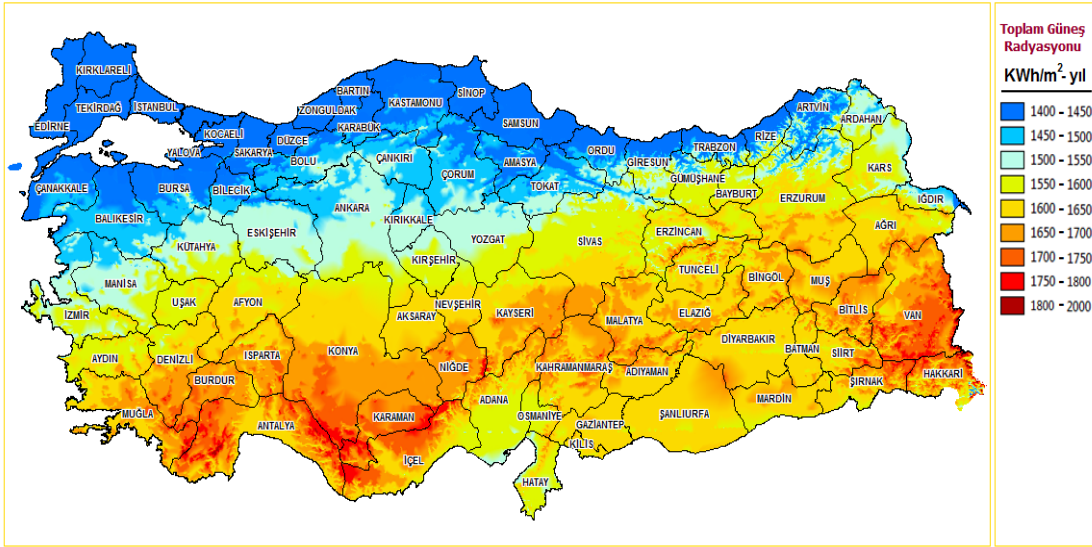 Toplam Güneş
Radyasyonu
KWh/m²- yıl
1400 - 1450
1450 - 1500
1500 - 1550
1550 - 1600
1600 - 1650
1650 - 1700
1700 - 1750
1750 - 1800
1800 - 2000
KIRKLARELİ
TEKİRDAĞ
İSTANBUL
EDİRNE
KOCAELİ
YALOVA
SAKARYA
DÜZCE
ZONGULDAK
BARTIN
KARABÜK
KASTAMONU
SİNOP
SAMSUN
BOLU
ÇANKIRI
ÇORUM
AMASYA
TOKAT
ORDU
GİRESUN
TRABZON
RİZE
ARTVİN
ARDAHAN
GÜMÜŞHANE
BAYBURT
KARS
ERZURUM
IĞDIR
AĞRI
ÇANAKKALE
BURSA
BİLECİK
BALIKESİR
KÜTAHYA
ESKİŞEHİR
ANKARA
KIRIKKALE
YOZGAT
KIRŞEHİR
SİVAS
ERZİNCAN
TUNCELİ
BİNGÖL
MUŞ
BİTLİS
VAN
MANİSA
İZMİR
UŞAK
AFYON
AKSARAY
NEVŞEHİR
KAYSERİ
MALATYA
ELAZIĞ
DİYARBAKIR
BATMAN
SİİRT
ŞIRNAK
HAKKARİ
AYDIN
DENİZLİ
ISPARTA
BURDUR
KONYA
NİĞDE
KAHRAMANMARAŞ
ADIYAMAN
MARDİN
ŞANLIURFA
MUĞLA
ANTALYA
KARAMAN
İÇEL
ADANA
OSMANİYE
GAZİANTEP
KİLİS
HATAY